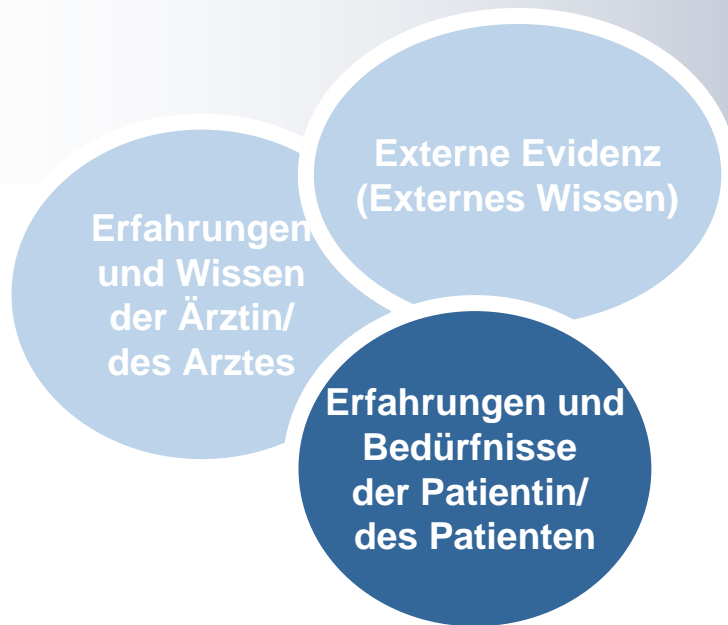 Externe Evidenz
(Externes Wissen)
Erfahrungen
und Wissen
der Ärztin/
des Arztes
Erfahrungen und
Bedürfnisse
der Patientin/
des Patienten